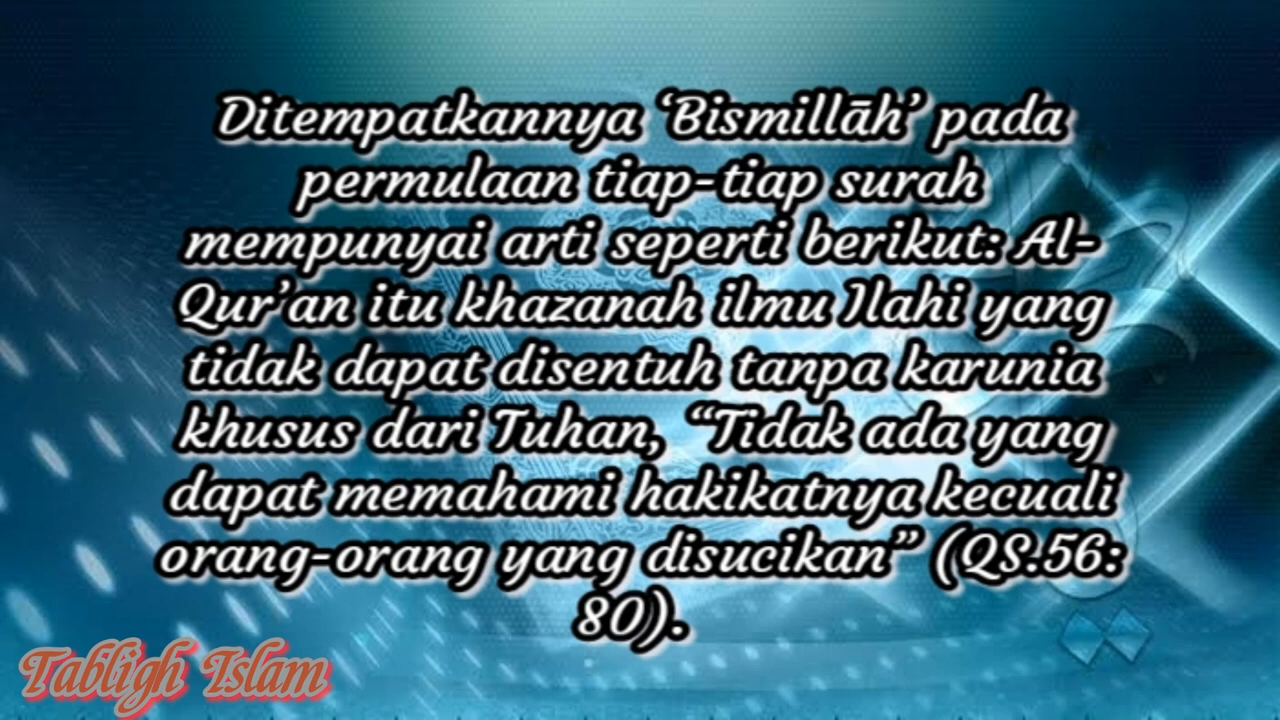 Ditempatkannya ‘Bismillāh’ pada
permulaan tiap-tiap surah
mempunyai arti seperti berikut: Al-
Qur’an itu khazanah ilmu Ilahi yang
tidak dapat disentuh tanpa karunia
khusus dari Tuhan, “Tidak ada yang
dapat memahami hakikatnya kecuali
orang-orang yang disucikan” (QS.56:
80).
Tabligh Islam